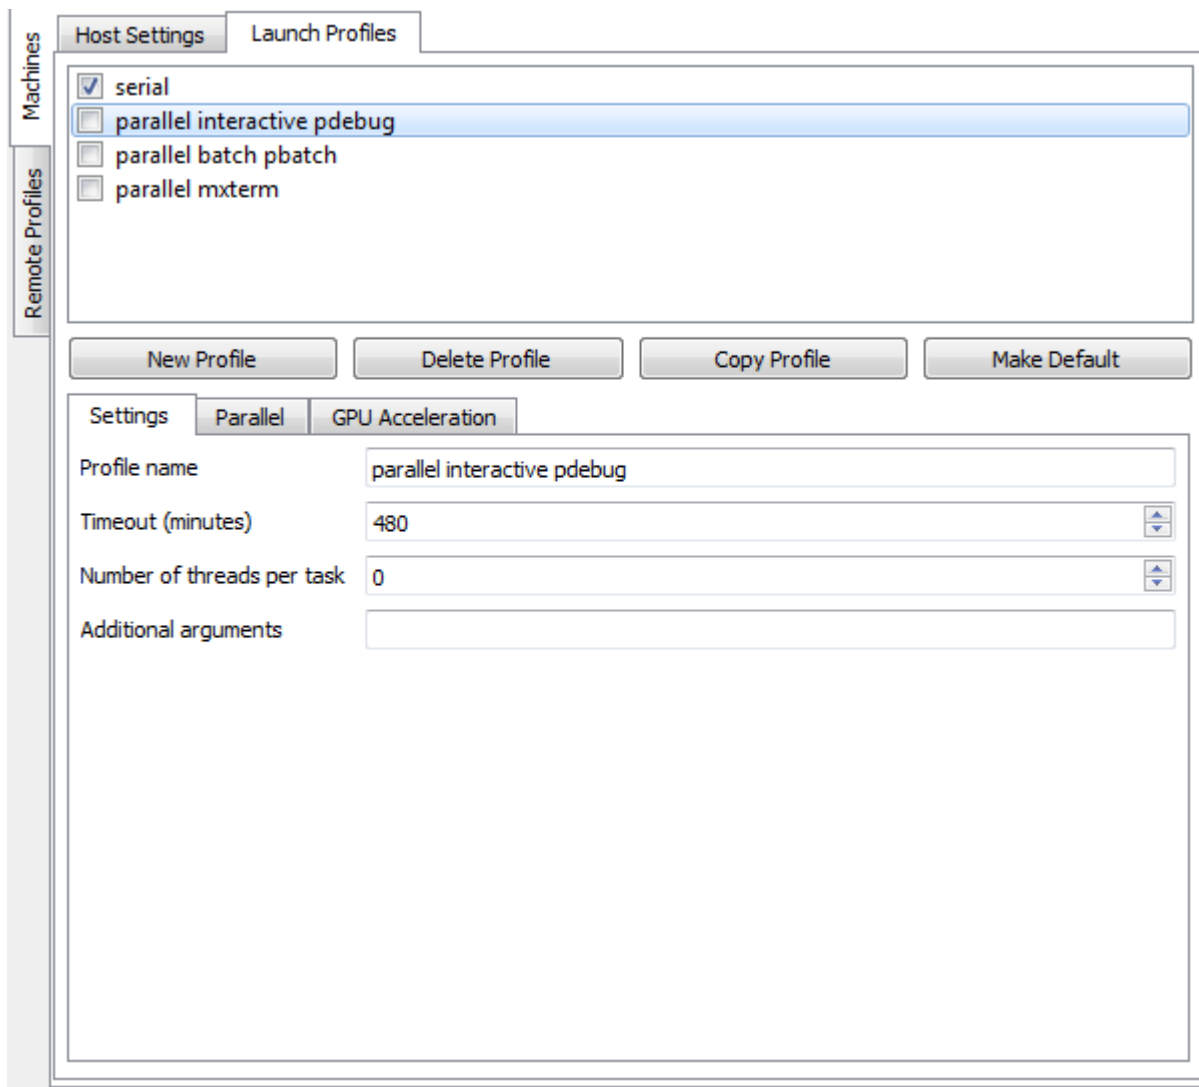 Machines
Remote Profiles
Host Settings Launch Profiles
serial
parallel interactive pdebug
parallel batch pbatch
parallel mxterm
New Profile Delete Profile Copy Profile Make Default
Settings Parallel GPU Acceleration
Profile name parallel interactive pdebug
Timeout (minutes) 480
Number of threads per task 0
Additional arguments